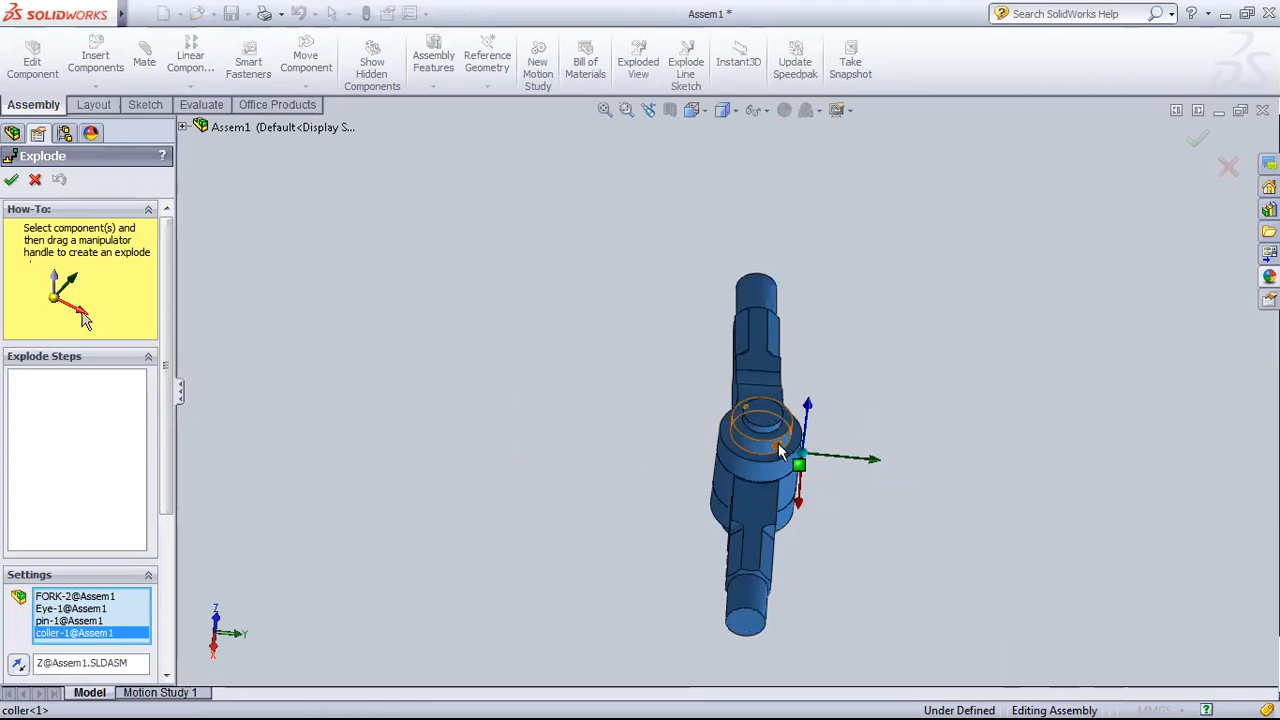 SOLIDWORKS
Assem1 *
Search SolidWorks Help
Edit Component
Insert Components
Mate
Linear Compon...
Smart Fasteners
Move Component
Show Hidden Components
Assembly Features
Reference Geometry
New Motion Study
Bill of Materials
Exploded View
Explode Line Sketch
Instant3D
Update Speedpak
Take Snapshot
Assembly
Layout
Sketch
Evaluate
Office Products
Assem1 (Default<Display S...
Explode
?
How-To:
Select component(s) and
then drag a manipulator
handle to create an explode
Explode Steps
Settings
FORK-2@Assem1
Eye-1@Assem1
pin-1@Assem1
coller-1@Assem1
Z@Assem1.SLDASM
Z
Y
X
Model
Motion Study 1
coller<1>
Under Defined
Editing Assembly
MMGS
?